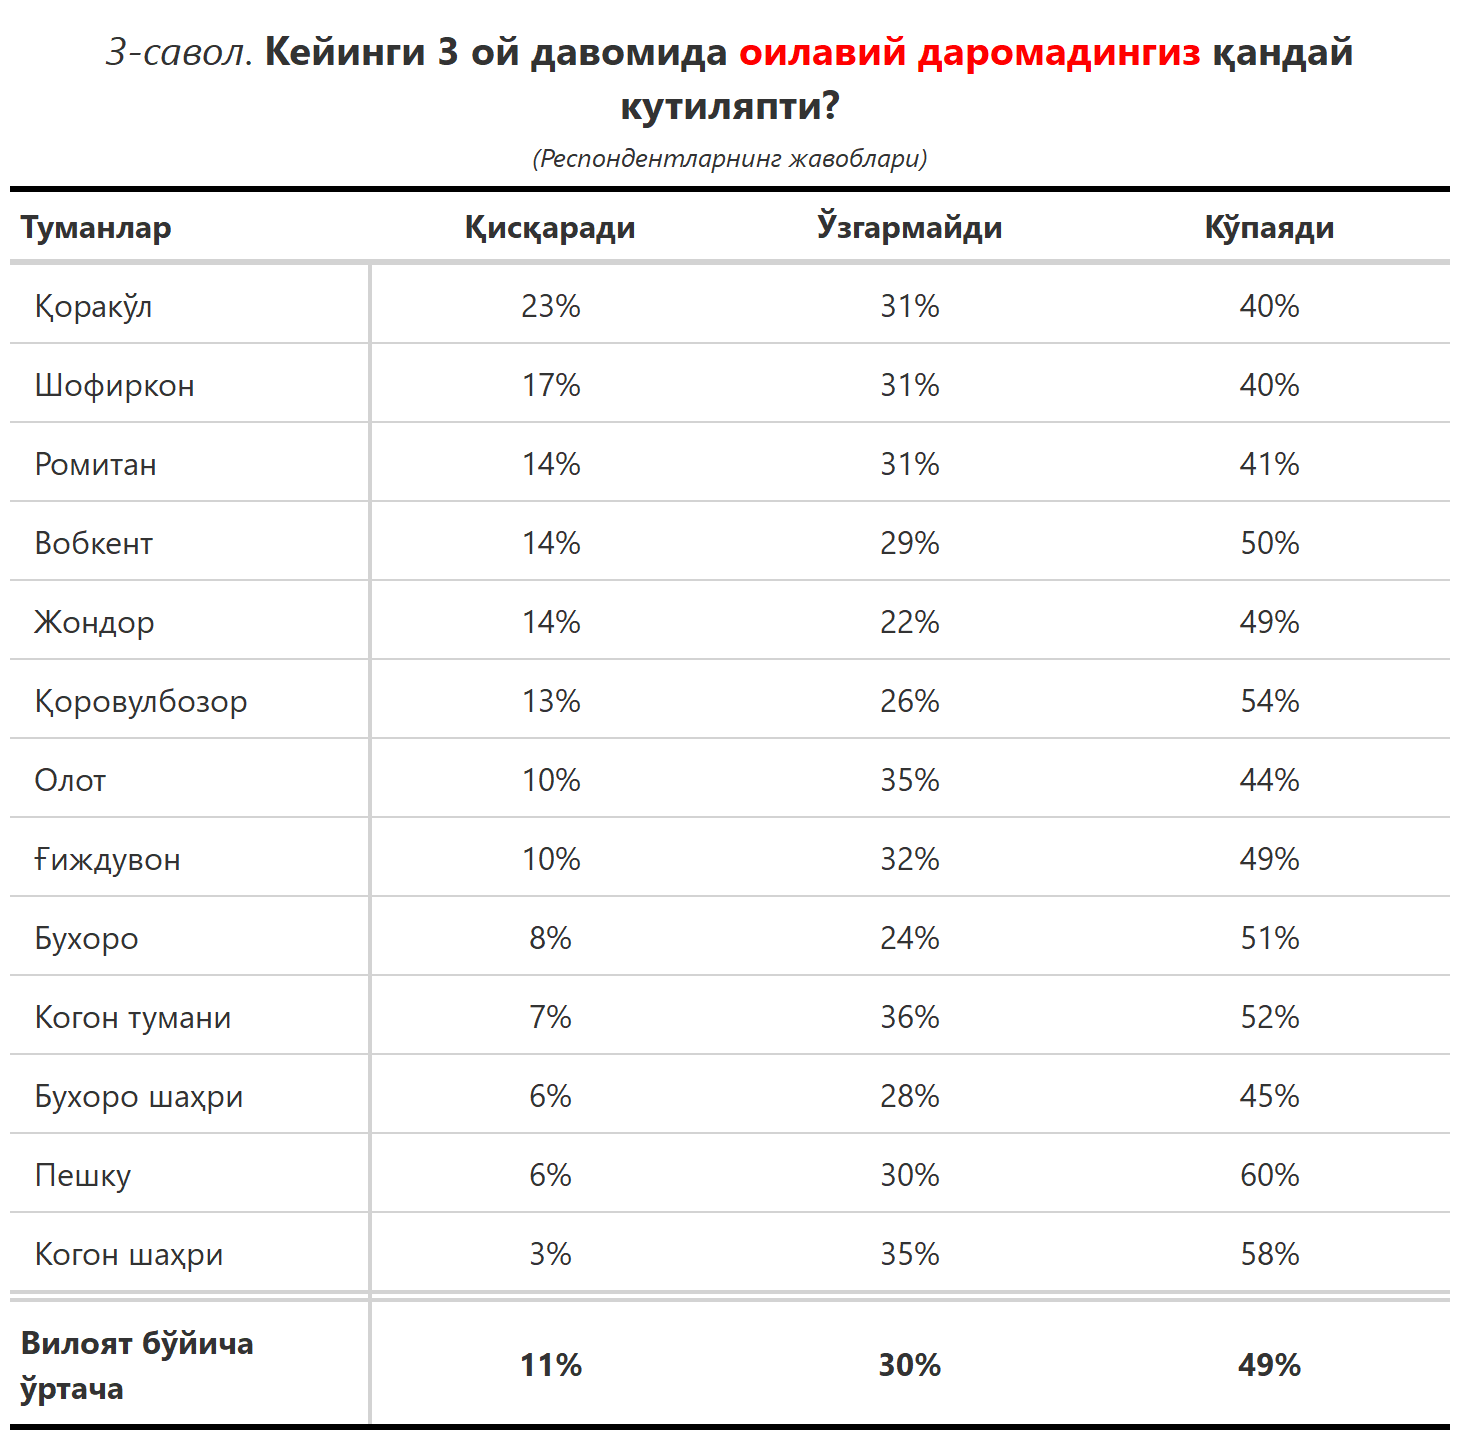 3-савол. Кейинги 3 ой давомида оилавий даромадингиз қандай
кутиляпти?
(Респондентларнинг жавоблари)
Туманлар Қисқаради Ўзгармайди Кўпаяди
Қоракўл 23% 31% 40%
Шофиркон 17% 31% 40%
Ромитан 14% 31% 41%
Вобкент 14% 29% 50%
Жондор 14% 22% 49%
Қоровулбозор 13% 26% 54%
Олот 10% 35% 44%
Ғиждувон 10% 32% 49%
Бухоро 8% 24% 51%
Когон тумани 7% 36% 52%
Бухоро шаҳри 6% 28% 45%
Пешку 6% 30% 60%
Когон шаҳри 3% 35% 58%
Вилоят бўйича
ўртача 11% 30% 49%